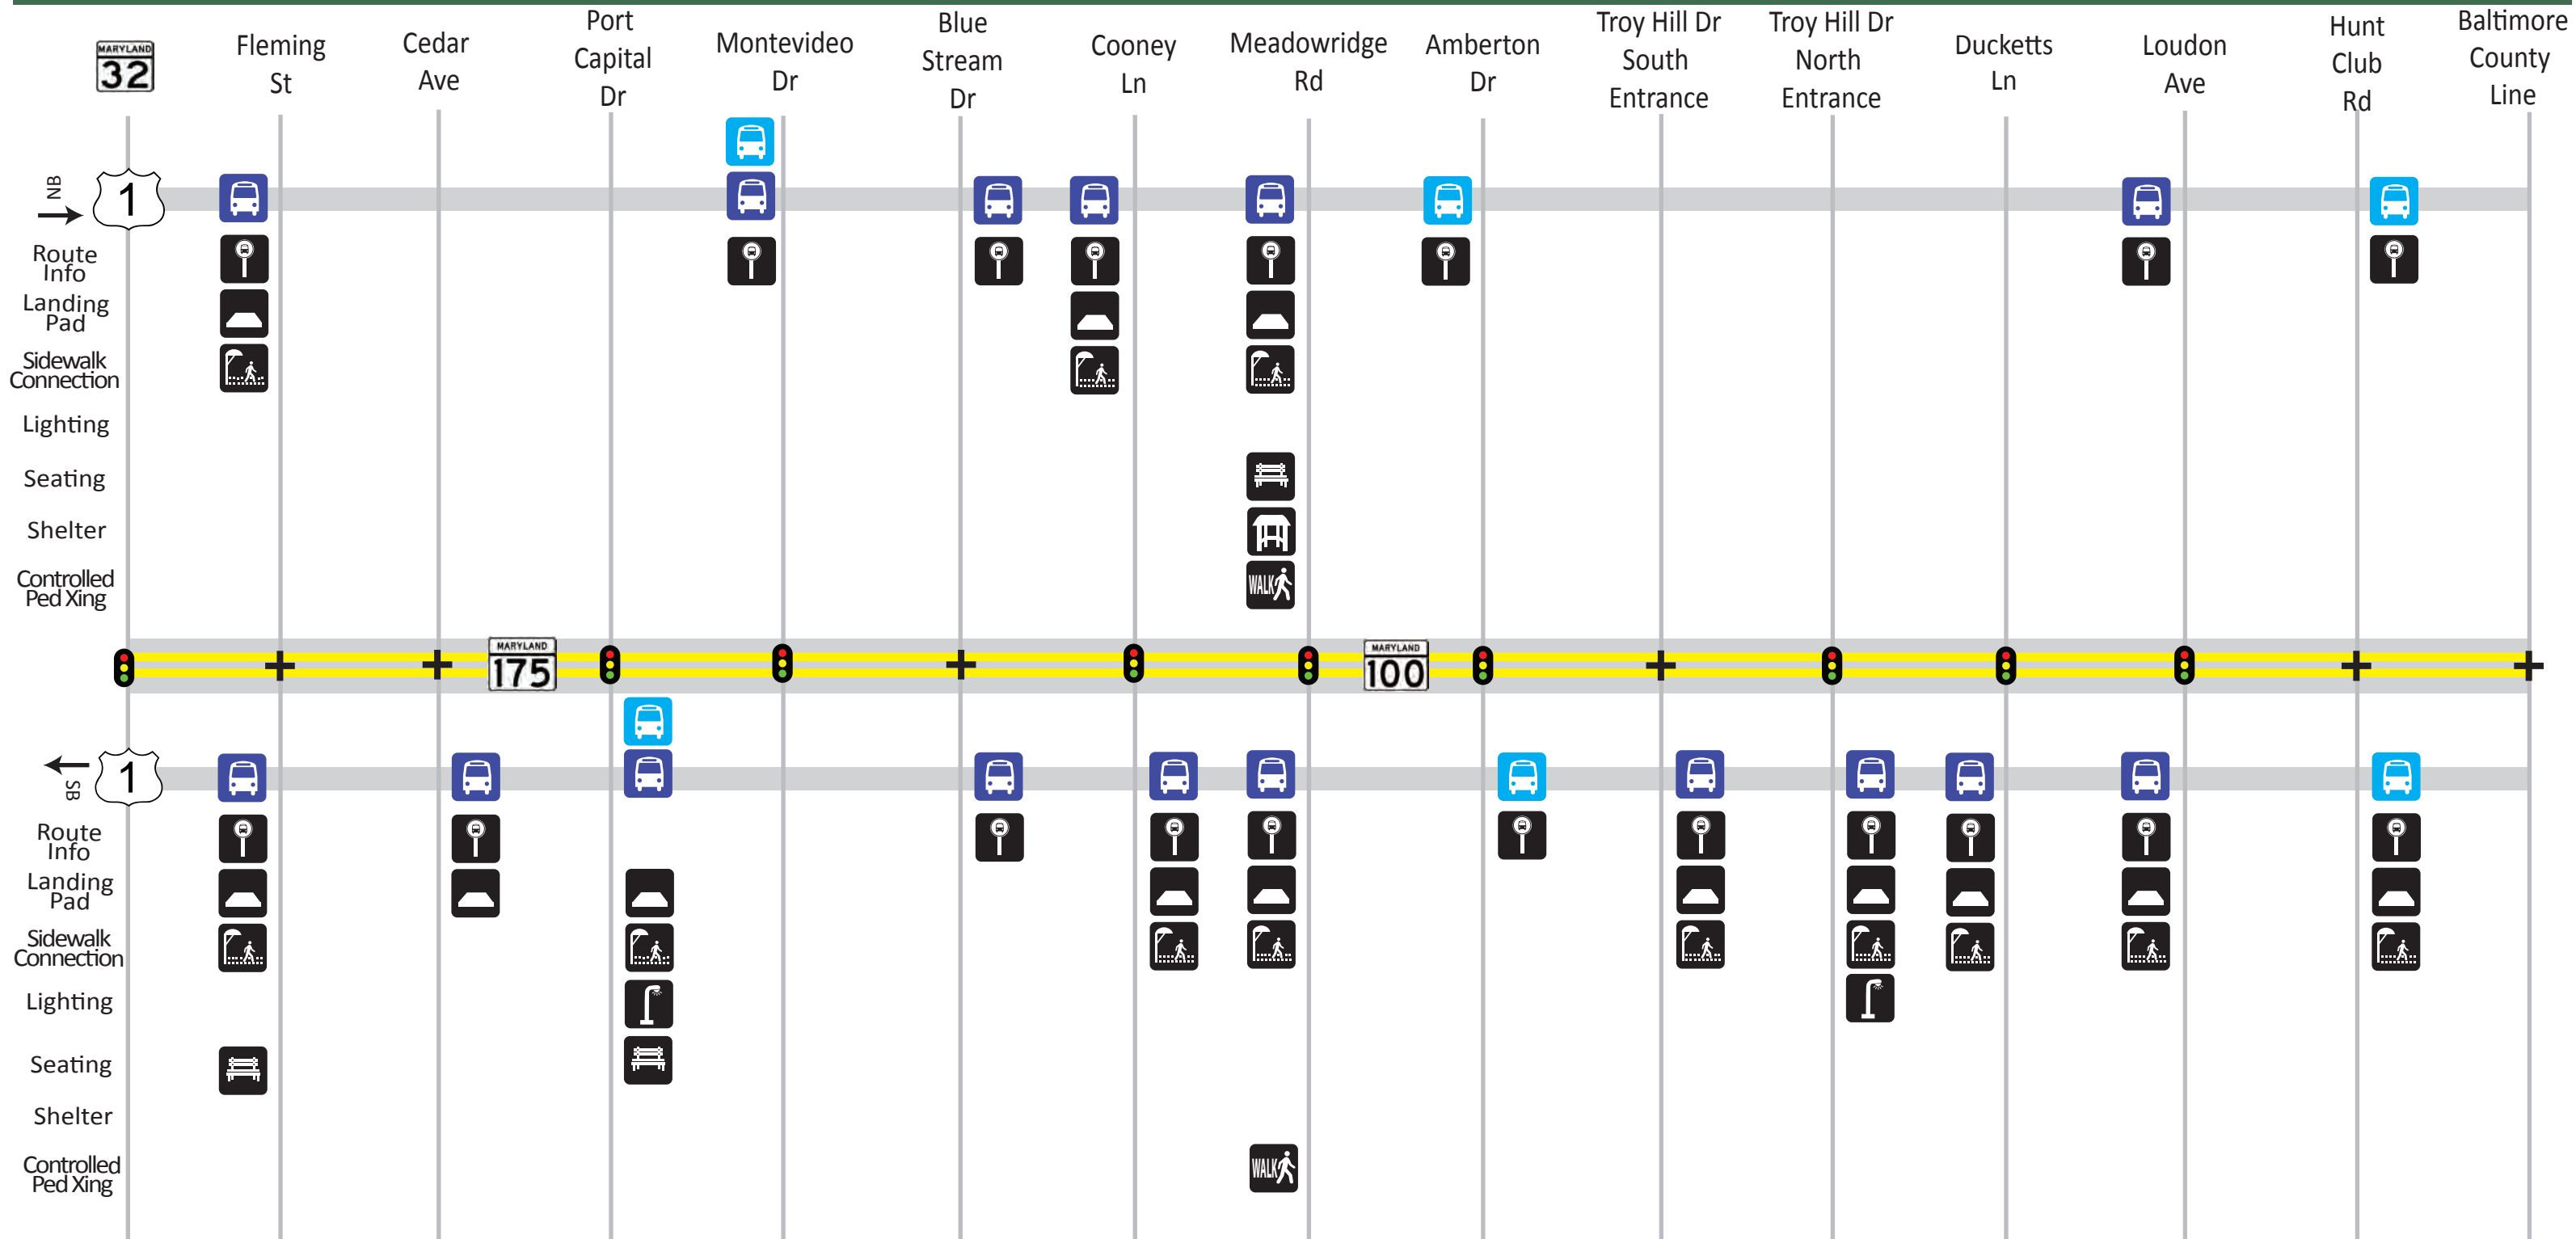 MARYLAND
32
Fleming
St
Cedar
Ave
Port
Capital
Dr
Montevideo
Dr
Blue
Stream
Dr
Cooney
Ln
Meadowridge
Rd
Amberton
Dr
Troy Hill Dr
South
Entrance
Troy Hill Dr
North
Entrance
Ducketts
Ln
Loudon
Ave
Hunt
Club
Rd
Baltimore
County
Line
NB
1
Route
Info
Landing
Pad
Sidewalk
Connection
Lighting
Seating
Shelter
Controlled
Ped Xing
WALK
MARYLAND
175
MARYLAND
100
SB
1
Route
Info
Landing
Pad
Sidewalk
Connection
Lighting
Seating
Shelter
Controlled
Ped Xing
WALK